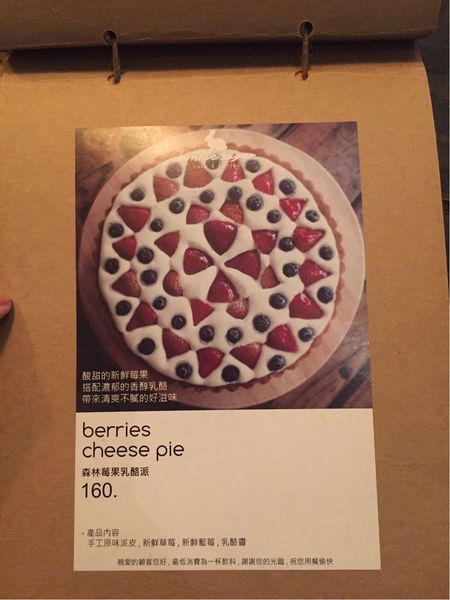 酸甜的新鮮莓果
搭配濃郁的香醇乳酪
帶來清爽不膩的好滋味
berries
cheese pie
森林莓果乳酪派
160.
- 產品內容
手工原味派皮 , 新鮮草莓 , 新鮮藍莓 , 乳酪醬
親愛的顧客您好 , 最低消費為一杯飲料 , 謝謝您的光臨 , 祝您用餐愉快